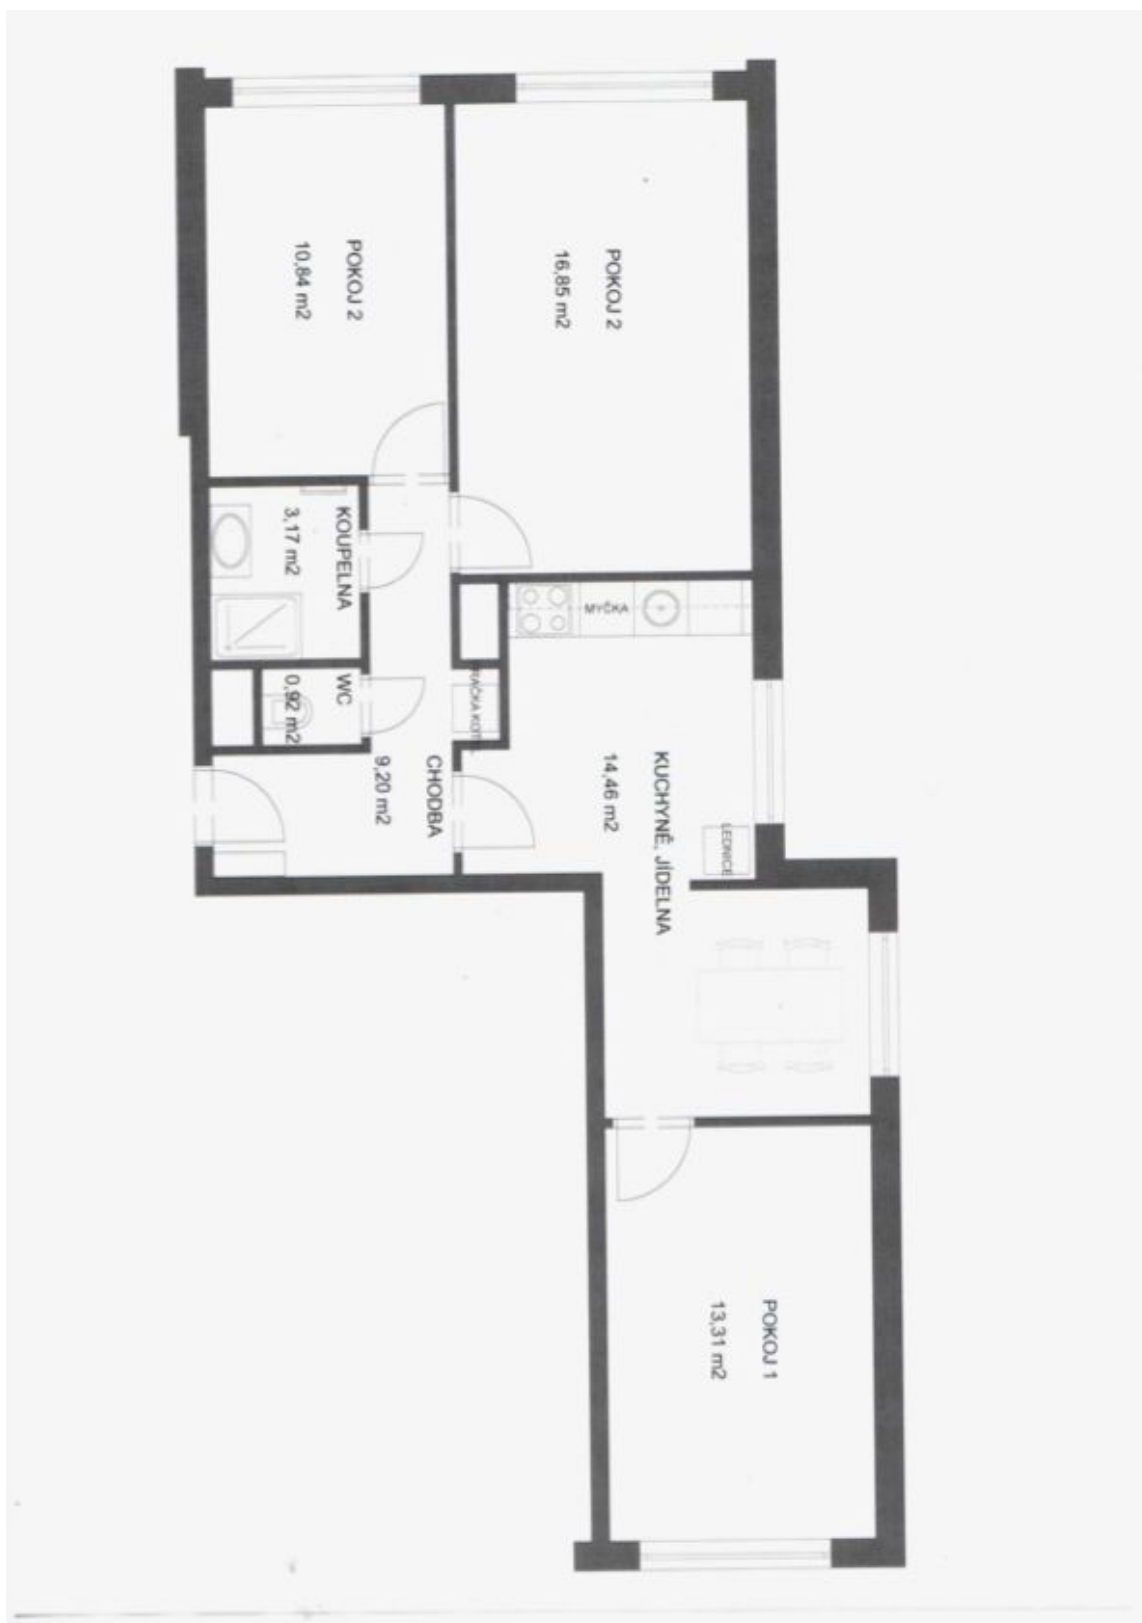 POKOJ 2
10,84 m2
POKOJ 2
16,85 m2
KOUPELNA
3,17 m2
MYČKA
WC
0,92 m2
CHODBA
9,20 m2
KUCHYNĚ, JÍDELNA
14,46 m2
LEDNICE
POKOJ 1
13,31 m2